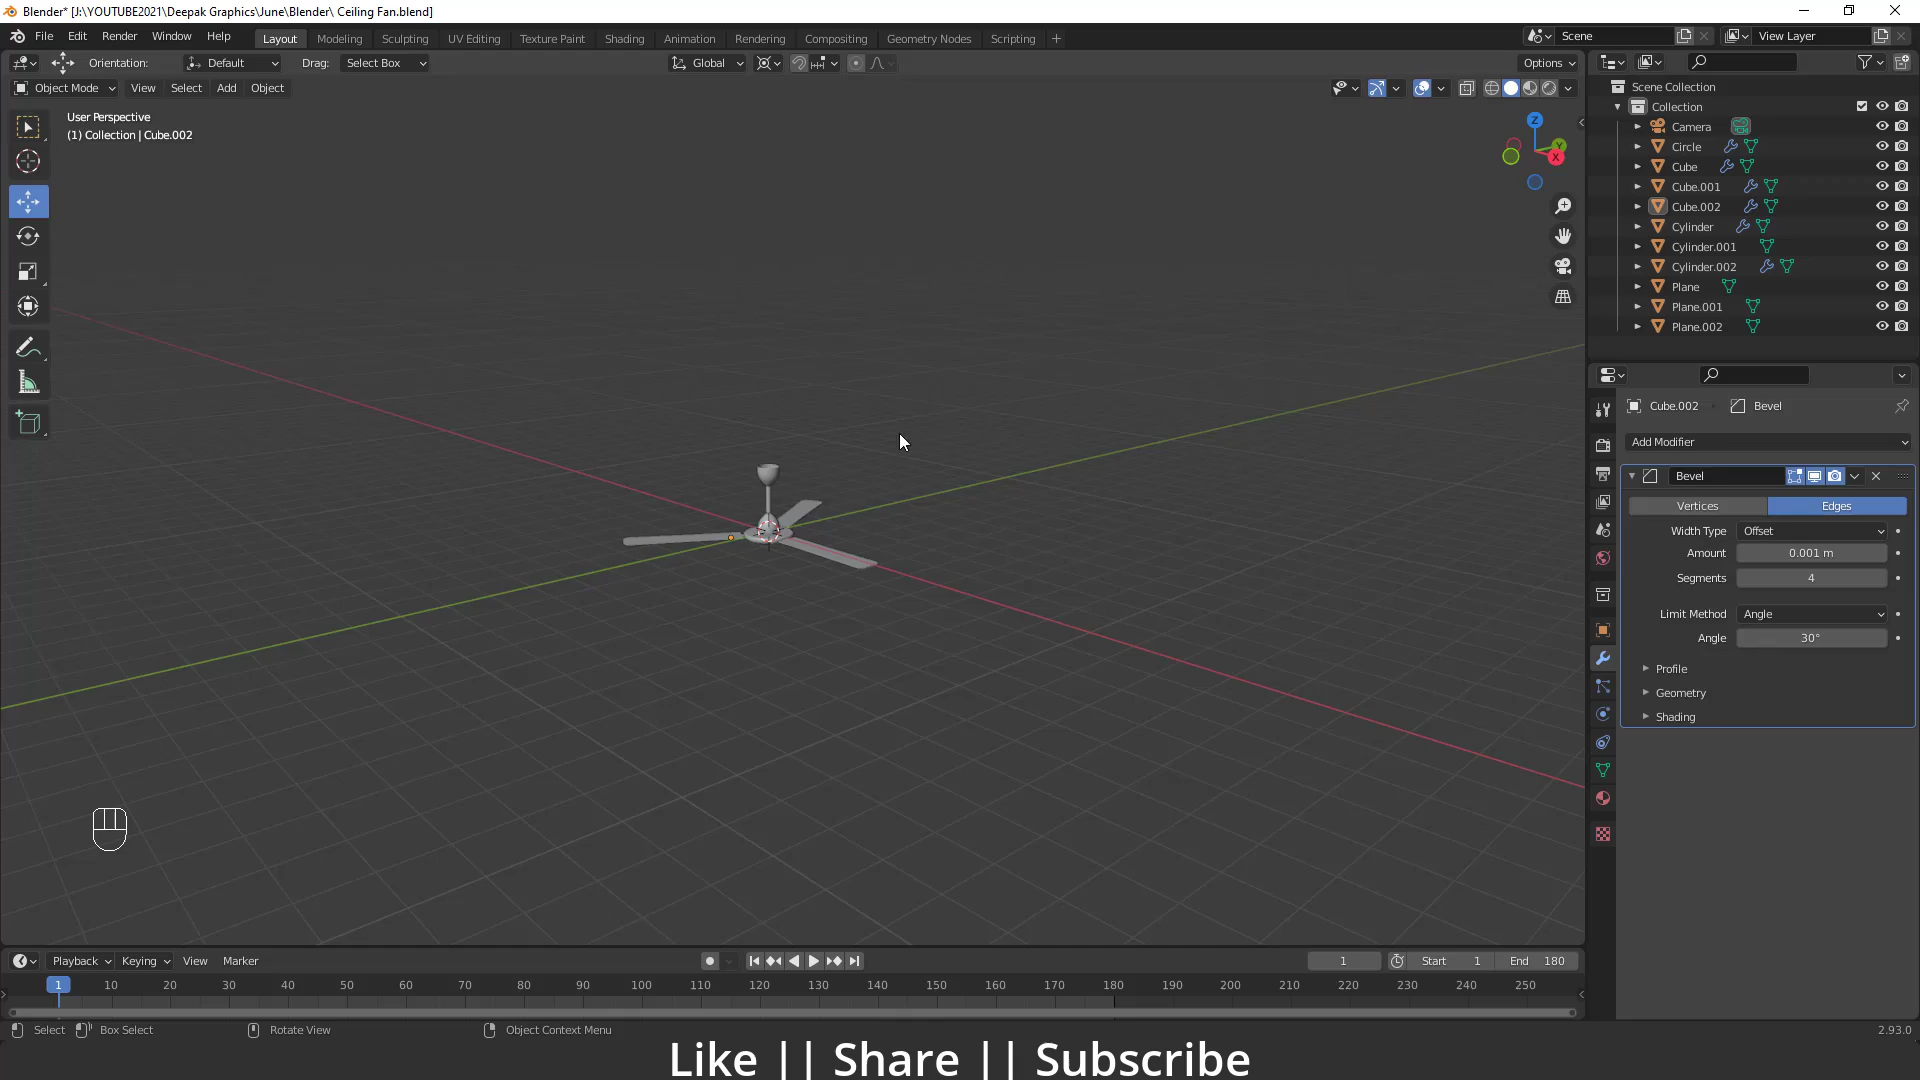 Blender* [J:\YOUTUBE2021\Deepak Graphics\June\Blender\ Ceiling Fan.blend]
File Edit Render Window Help Layout Modeling Sculpting UV Editing Texture Paint Shading Animation Rendering Compositing Geometry Nodes Scripting + Scene View Layer
Orientation: Default Drag: Select Box Global Options
Object Mode View Select Add Object
User Perspective
(1) Collection | Cube.002
Z
Y
X
Scene Collection
Collection
Camera
Circle
Cube
Cube.001
Cube.002
Cylinder
Cylinder.001
Cylinder.002
Plane
Plane.001
Plane.002
Cube.002 Bevel
Add Modifier
Bevel
Vertices Edges
Width Type Offset
Amount 0.001 m
Segments 4
Limit Method Angle
Angle 30°
Profile
Geometry
Shading
Playback Keying View Marker 1 Start 1 End 180
1 10 20 30 40 50 60 70 80 90 100 110 120 130 140 150 160 170 180 190 200 210 220 230 240 250
Select Box Select Rotate View Object Context Menu 2.93.0
Like || Share || Subscribe